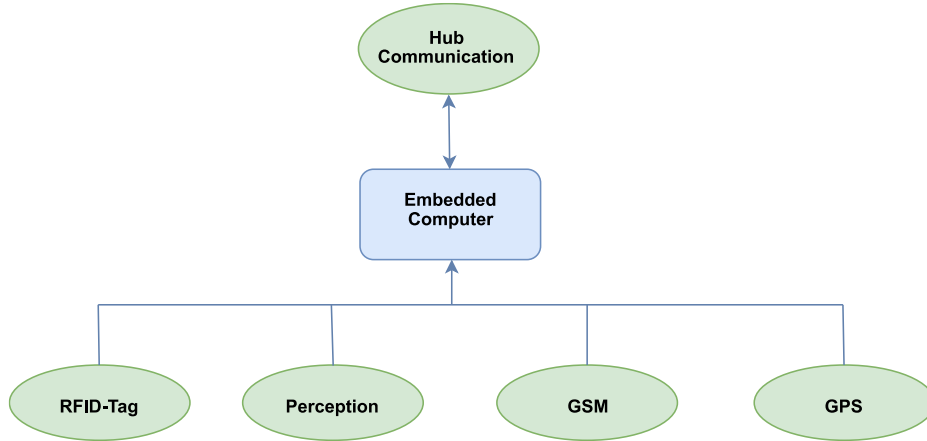 Hub
Communication
Embedded
Computer
RFID-Tag
Perception
GSM
GPS